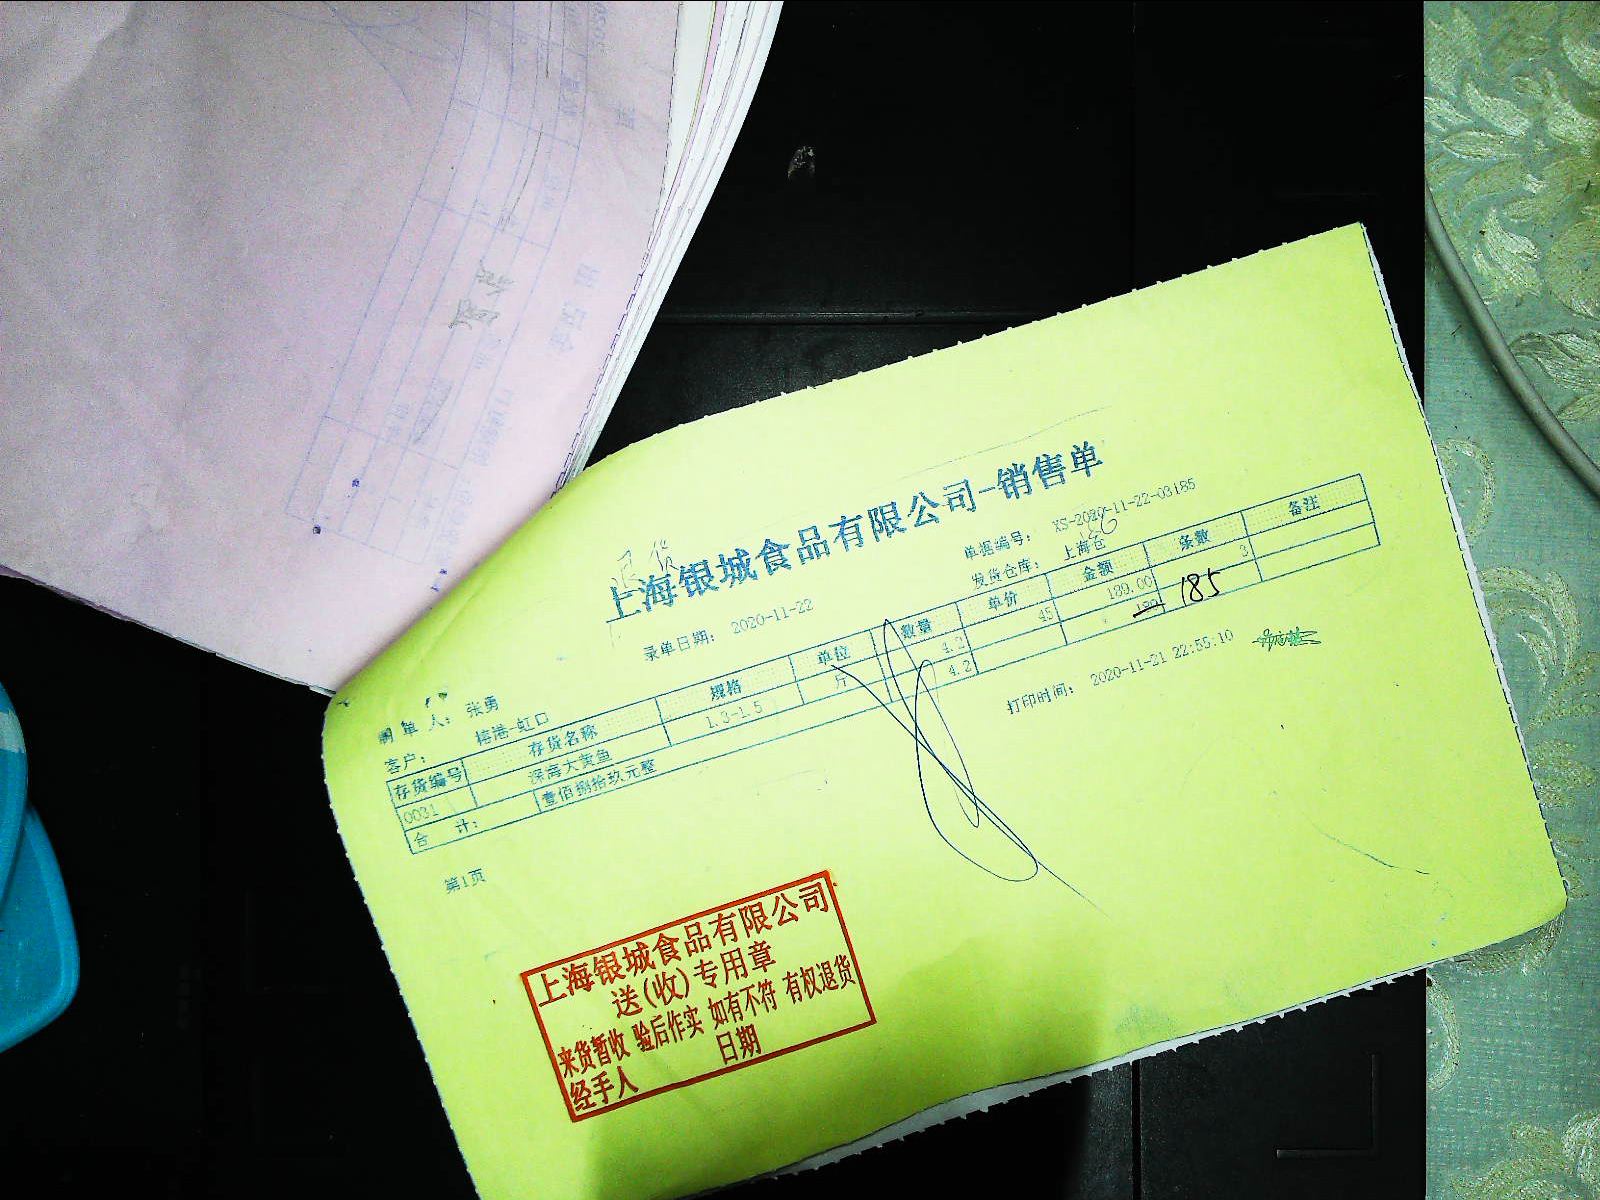 上海银城食品有限公司-销售单
录单日期： 2020-11-22
单据编号： XS-2020-11-22-03185
制单人： 张勇
发货仓库： 上海仓
客户： 榕港-虹口
存货编号 存货名称 规格 单位 数量 单价 金额 条数 备注
0031 深海大黄鱼 1.3-1.5 斤 4.2 45 189.00 3
合 计： 壹佰捌拾玖元整 4.2 189 185
第1页
打印时间： 2020-11-21 22:55:10
上海银城食品有限公司
送(收)专用章
来货暂收 验后作实 如有不符 有权退货
经手人 日期